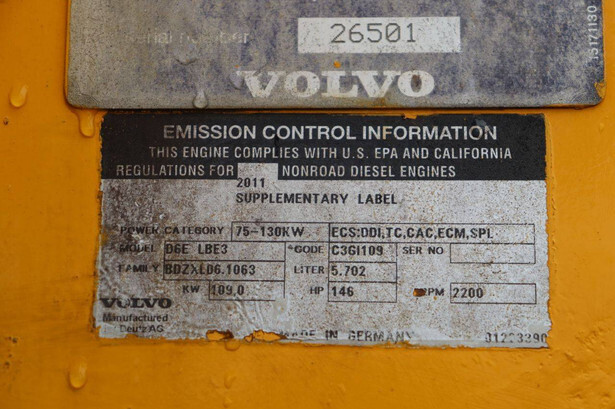 serial number 26501
VOLVO
15171130
EMISSION CONTROL INFORMATION
THIS ENGINE COMPLIES WITH U.S. EPA AND CALIFORNIA
REGULATIONS FOR NONROAD DIESEL ENGINES
2011
SUPPLEMENTARY LABEL
POWER CATEGORY 75-130KW ECS:DDI,TC,CAC,ECM,SPL
MODEL D6E LBE3 CODE C3GI109 SER NO
FAMILY BDZXL06.1063 LITER 5.702
KW 109.0 HP 146 RPM 2200
VOLVO
Manufactured
Deutz AG
MADE IN GERMANY